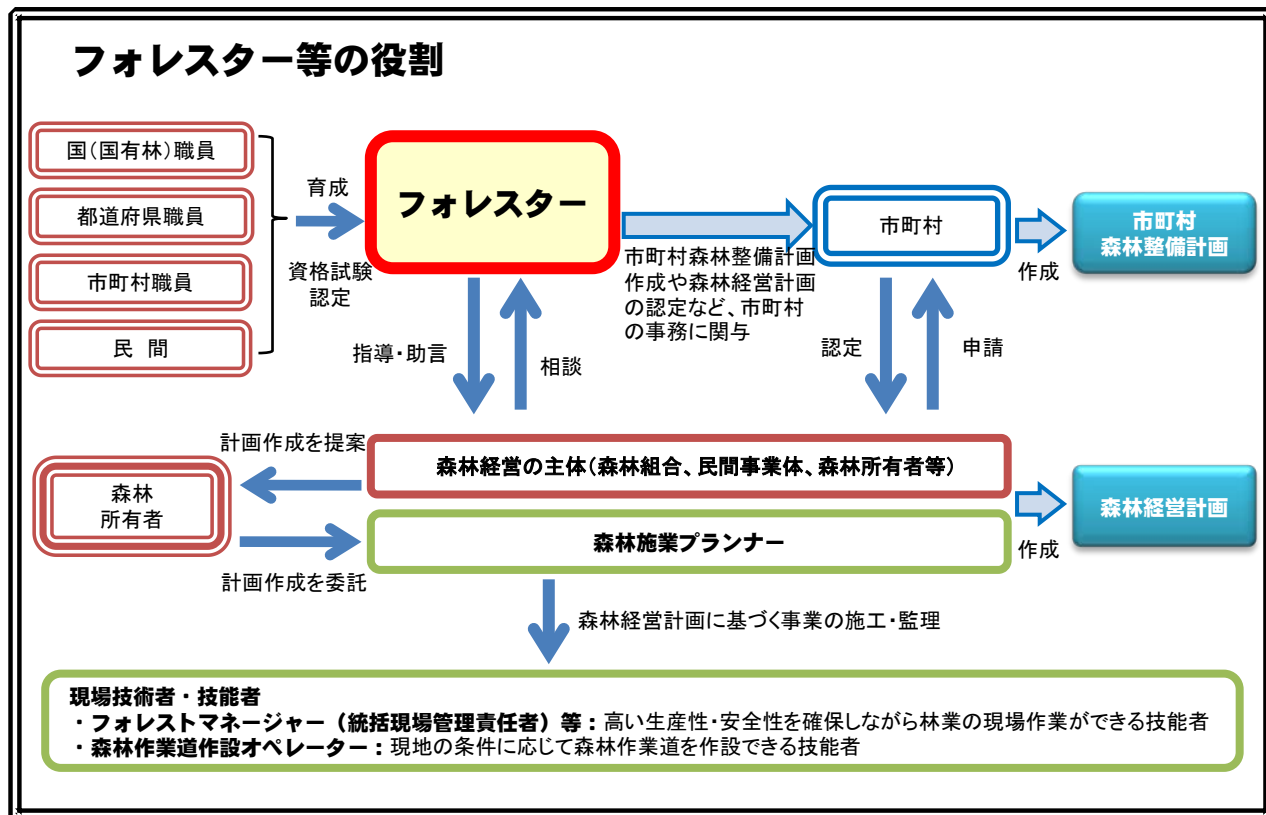 フォレスター等の役割
国(国有林)職員
都道府県職員
市町村職員
民 間
育成
資格試験
認定
フォレスター
市町村森林整備計画
作成や森林経営計画
の認定など、市町村
の事務に関与
市町村
作成
市町村
森林整備計画
指導・助言
相談
認定
申請
計画作成を提案
森林
所有者
計画作成を委託
森林経営の主体(森林組合、民間事業体、森林所有者等)
森林施業プランナー
作成
森林経営計画
森林経営計画に基づく事業の施工・監理
現場技術者・技能者
・フォレストマネージャー(統括現場管理責任者)等:高い生産性・安全性を確保しながら林業の現場作業ができる技能者
・森林作業道作設オペレーター:現地の条件に応じて森林作業道を作設できる技能者